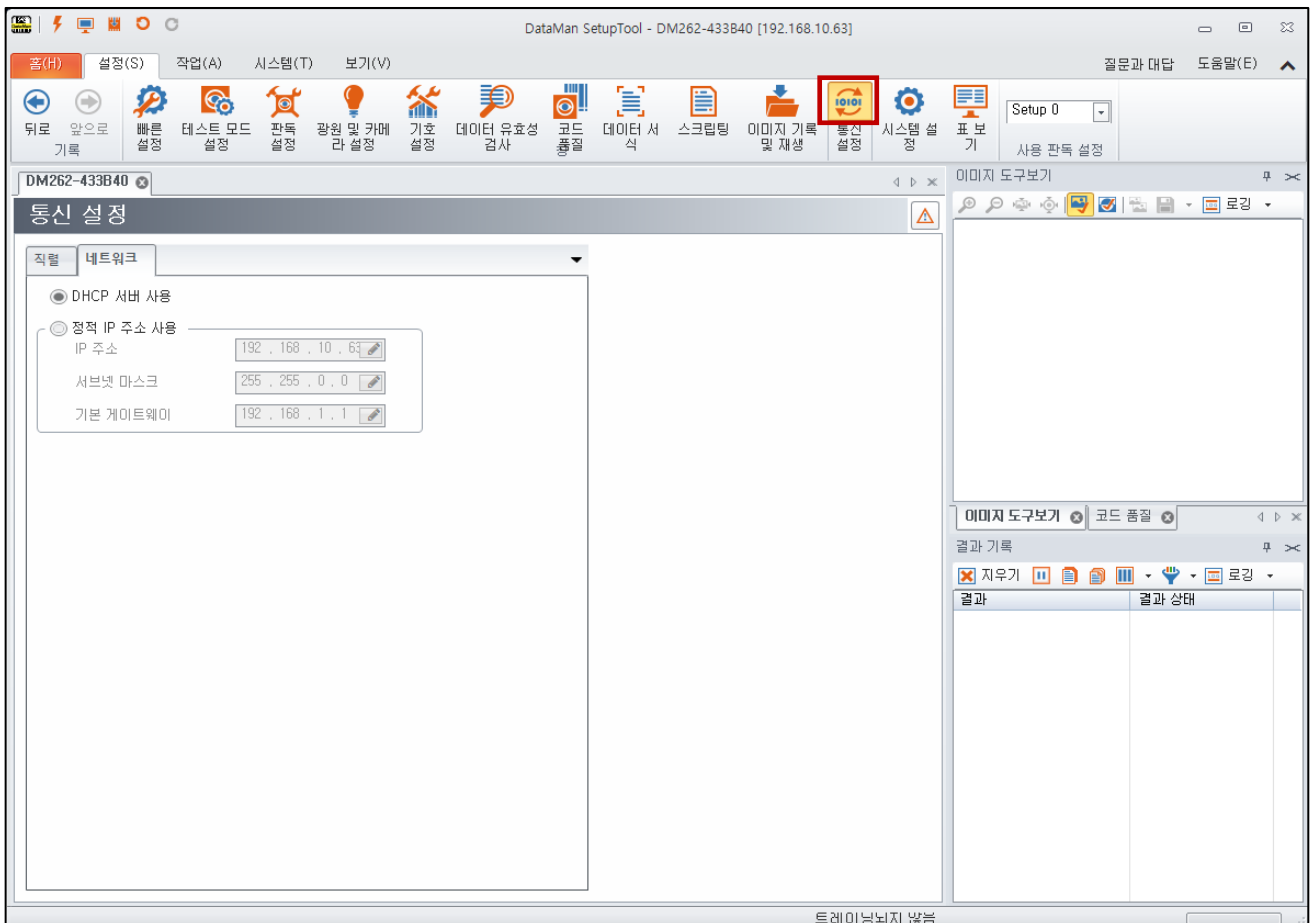 DataMan SetupTool - DM262-433B40 [192.168.10.63]
홈(H) 설정(S) 작업(A) 시스템(T) 보기(V) 질문과 대답 도움말(E)
뒤로 앞으로
기록
빠른
설정
테스트 모드
설정
판독
설정
광원 및 카메
라 설정
기호
설정
데이터 유효성
검사
코드
품질
데이터 서
식
스크립팅
이미지 기록
및 재생
통신
설정
시스템 설
정
표 보
기
Setup 0
사용 판독 설정
DM262-433B40
통신 설정
직렬 네트워크
DHCP 서버 사용
정적 IP 주소 사용
IP 주소 192 . 168 . 10 . 63
서브넷 마스크 255 . 255 . 0 . 0
기본 게이트웨이 192 . 168 . 1 . 1
이미지 도구보기
로깅
이미지 도구보기 코드 품질
결과 기록
지우기 로깅
결과 결과 상태
트레이닝되지 않음